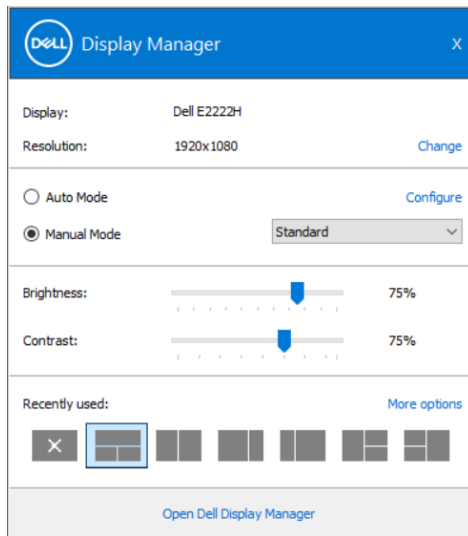 DELL Display Manager X
Display: Dell E2222H
Resolution: 1920x1080 Change
Auto Mode Configure
Manual Mode Standard
Brightness: 75%
Contrast: 75%
Recently used: More options
Open Dell Display Manager